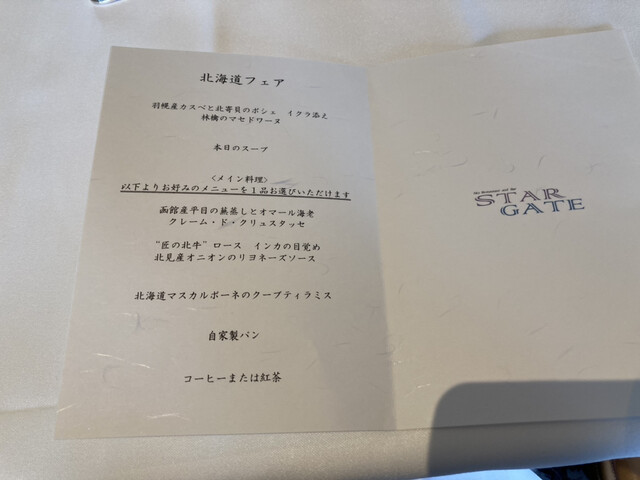 北海道フェア
羽幌産カスベと北寄貝のポシェ　イクラ添え
林檎のマセドワーヌ
本日のスープ
〈メイン料理〉
以下よりお好みのメニューを1品お選びいただけます
函館産平目の蕪蒸しとオマール海老
クレーム・ド・クリュスタッセ
"匠の北牛" ロース　インカの目覚め
北見産オニオンのリヨネーズソース
北海道マスカルポーネのクープティラミス
自家製パン
コーヒーまたは紅茶
STAR
GATE